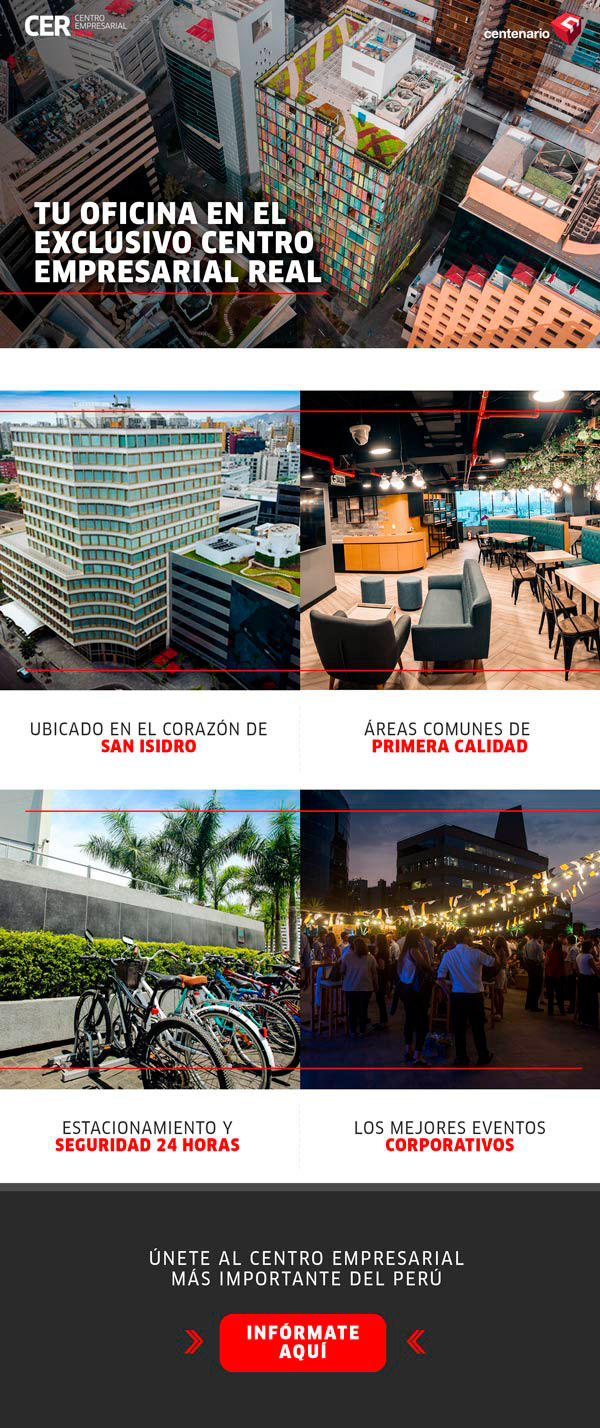 CER CENTRO
EMPRESARIAL
REAL
centenario
TU OFICINA EN EL
EXCLUSIVO CENTRO
EMPRESARIAL REAL
SALIDA
UBICADO EN EL CORAZÓN DE
SAN ISIDRO
ÁREAS COMUNES DE
PRIMERA CALIDAD
ESTACIONAMIENTO Y
SEGURIDAD 24 HORAS
LOS MEJORES EVENTOS
CORPORATIVOS
ÚNETE AL CENTRO EMPRESARIAL
MÁS IMPORTANTE DEL PERÚ
INFÓRMATE
AQUÍ